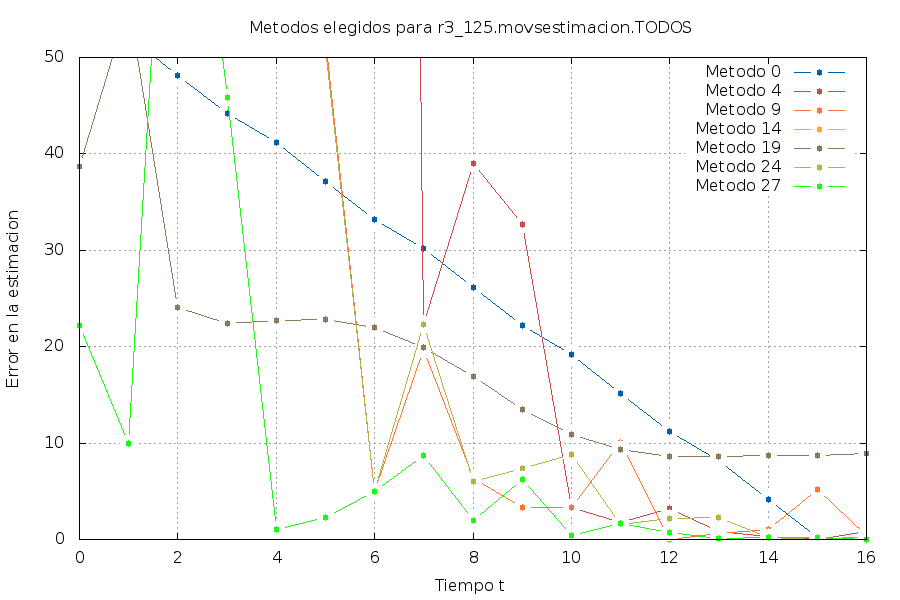 Metodos elegidos para r3_125.movsestimacion.TODOS
Error en la estimacion
50
40
30
20
10
0
Metodo 0
Metodo 4
Metodo 9
Metodo 14
Metodo 19
Metodo 24
Metodo 27
0 2 4 6 8 10 12 14 16
Tiempo t